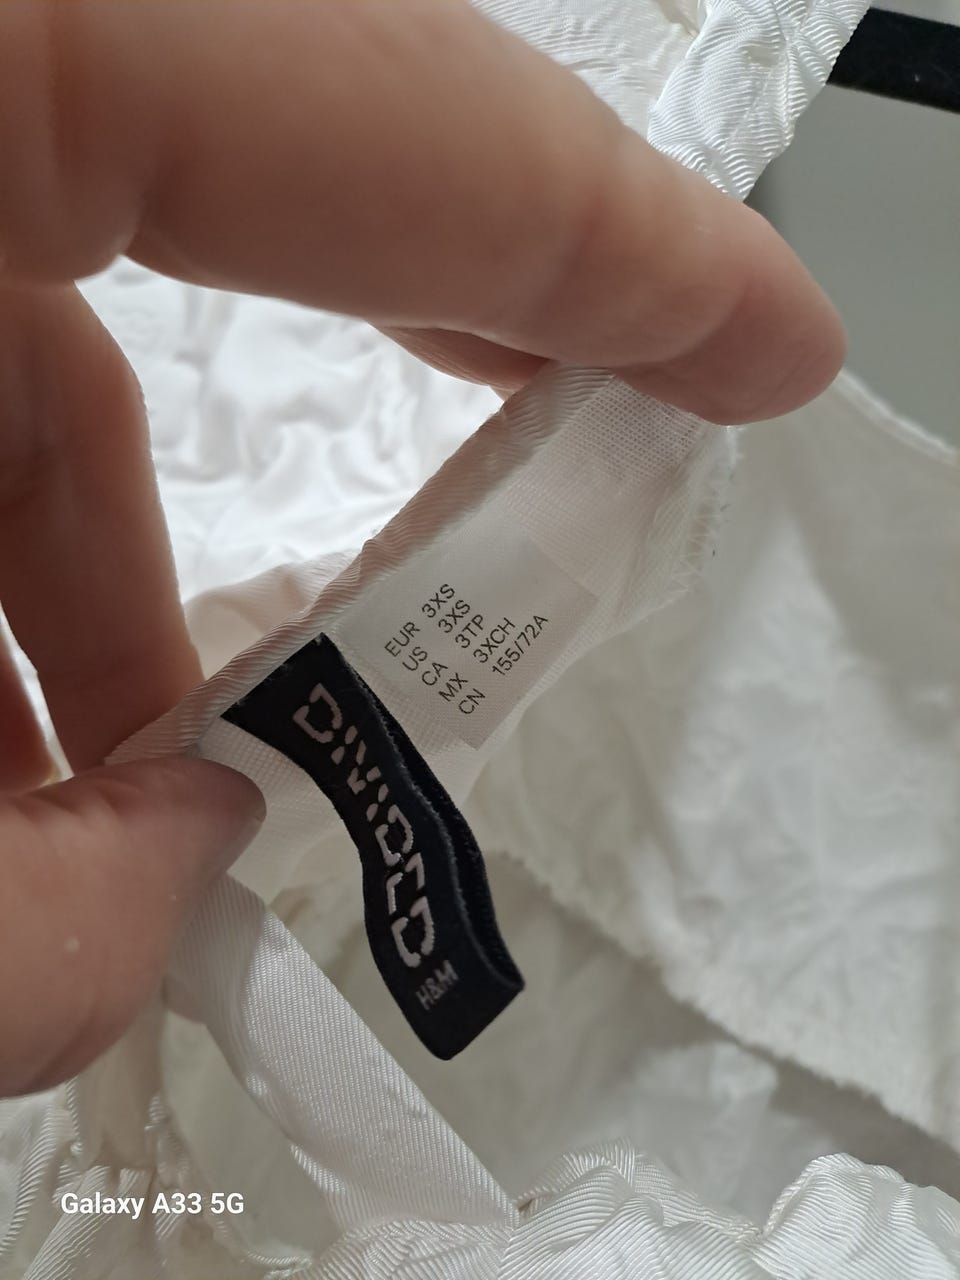 EUR 3XS
US 3XS
CA 3TP
MX 3XCH
CN 155/72A
DIVIDED
H&M
Galaxy A33 5G